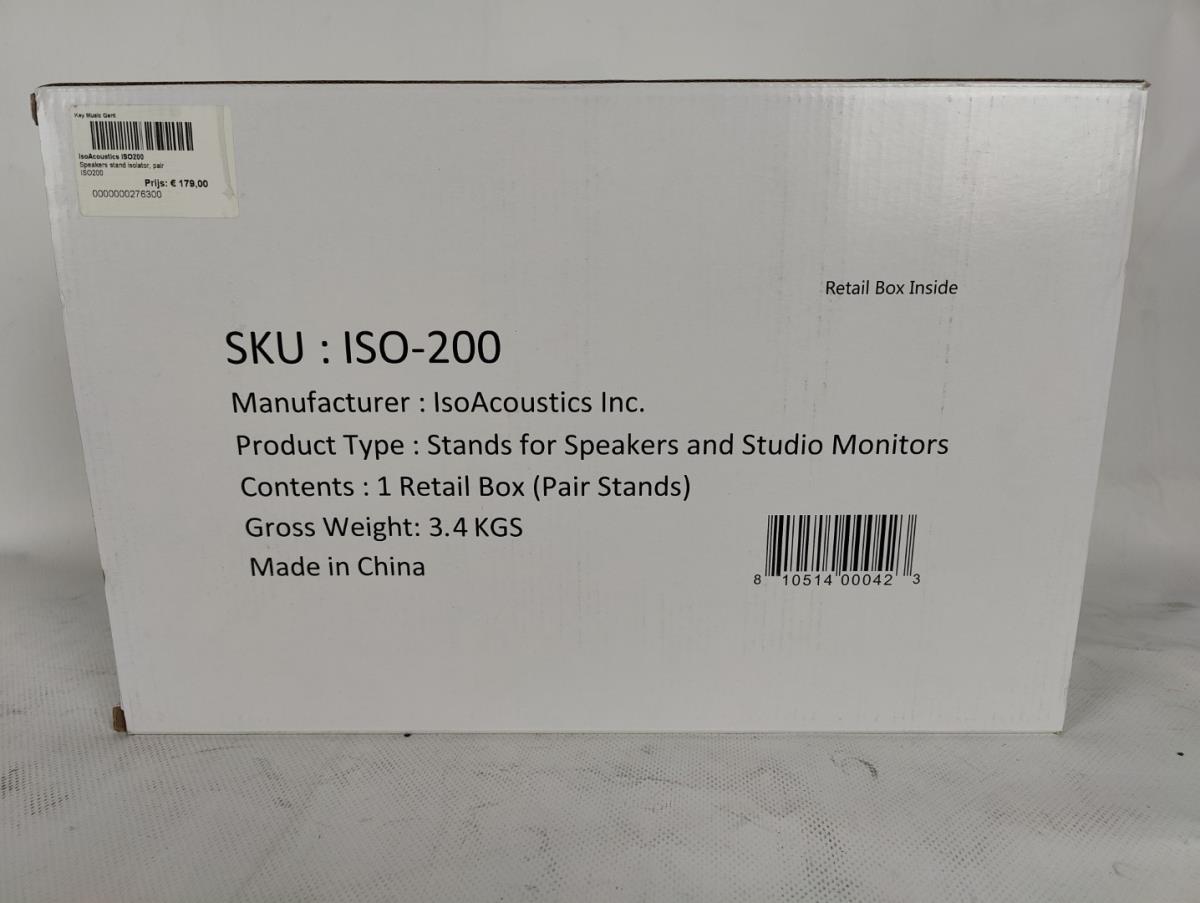 Key Music Gent
IsoAcoustics ISO200
Speakers stand isolator, pair
ISO200
Prijs: € 179,00
0000000276300
Retail Box Inside
SKU : ISO-200
Manufacturer : IsoAcoustics Inc.
Product Type : Stands for Speakers and Studio Monitors
Contents : 1 Retail Box (Pair Stands)
Gross Weight: 3.4 KGS
Made in China
8 10514 00042 3